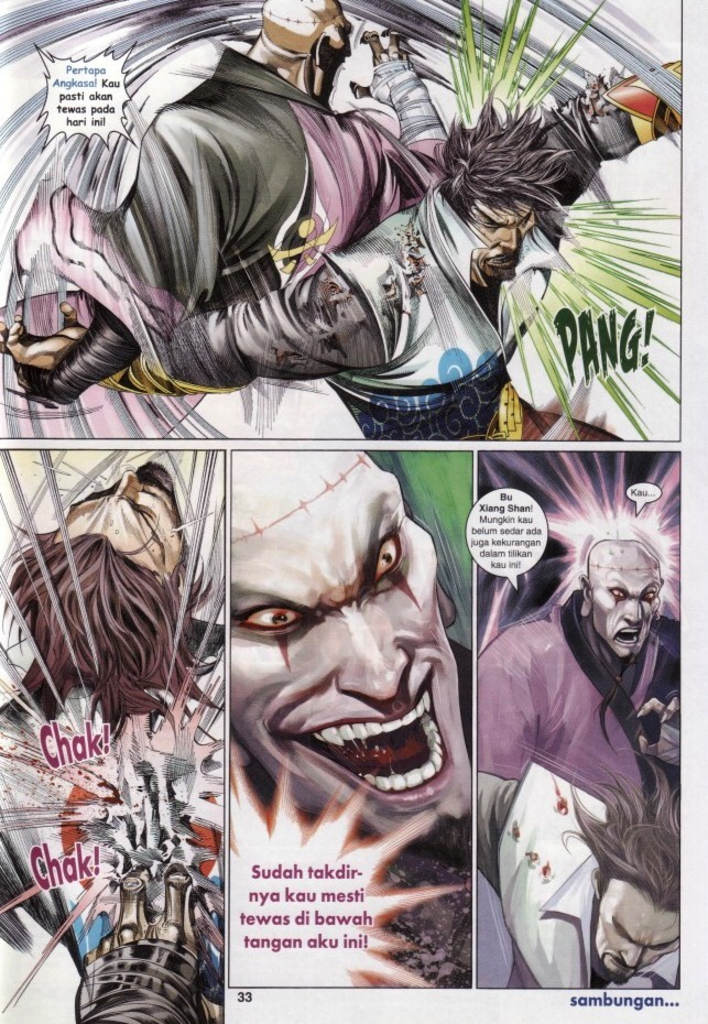 Pertapa
Angkasa! Kau
pasti akan
tewas pada
hari ini!
PANG!
Chak!
Chak!
Sudah takdir-
nya kau mesti
tewas di bawah
tangan aku ini!
Bu
Xiang Shan!
Mungkin kau
belum sedar ada
juga kekurangan
dalam tilikan
kau ini!
Kau...
33
sambungan...